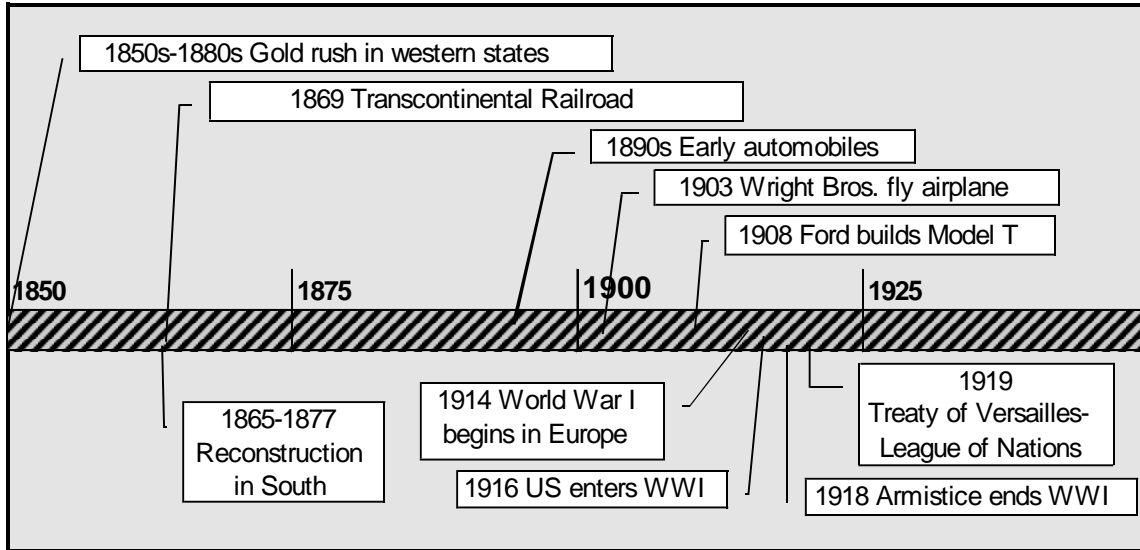 1850s-1880s Gold rush in western states
1869 Transcontinental Railroad
1890s Early automobiles
1903 Wright Bros. fly airplane
1908 Ford builds Model T
1850
1875
1900
1925
1865-1877
Reconstruction
in South
1914 World War I
begins in Europe
1916 US enters WWI
1919
Treaty of Versailles-
League of Nations
1918 Armistice ends WWI